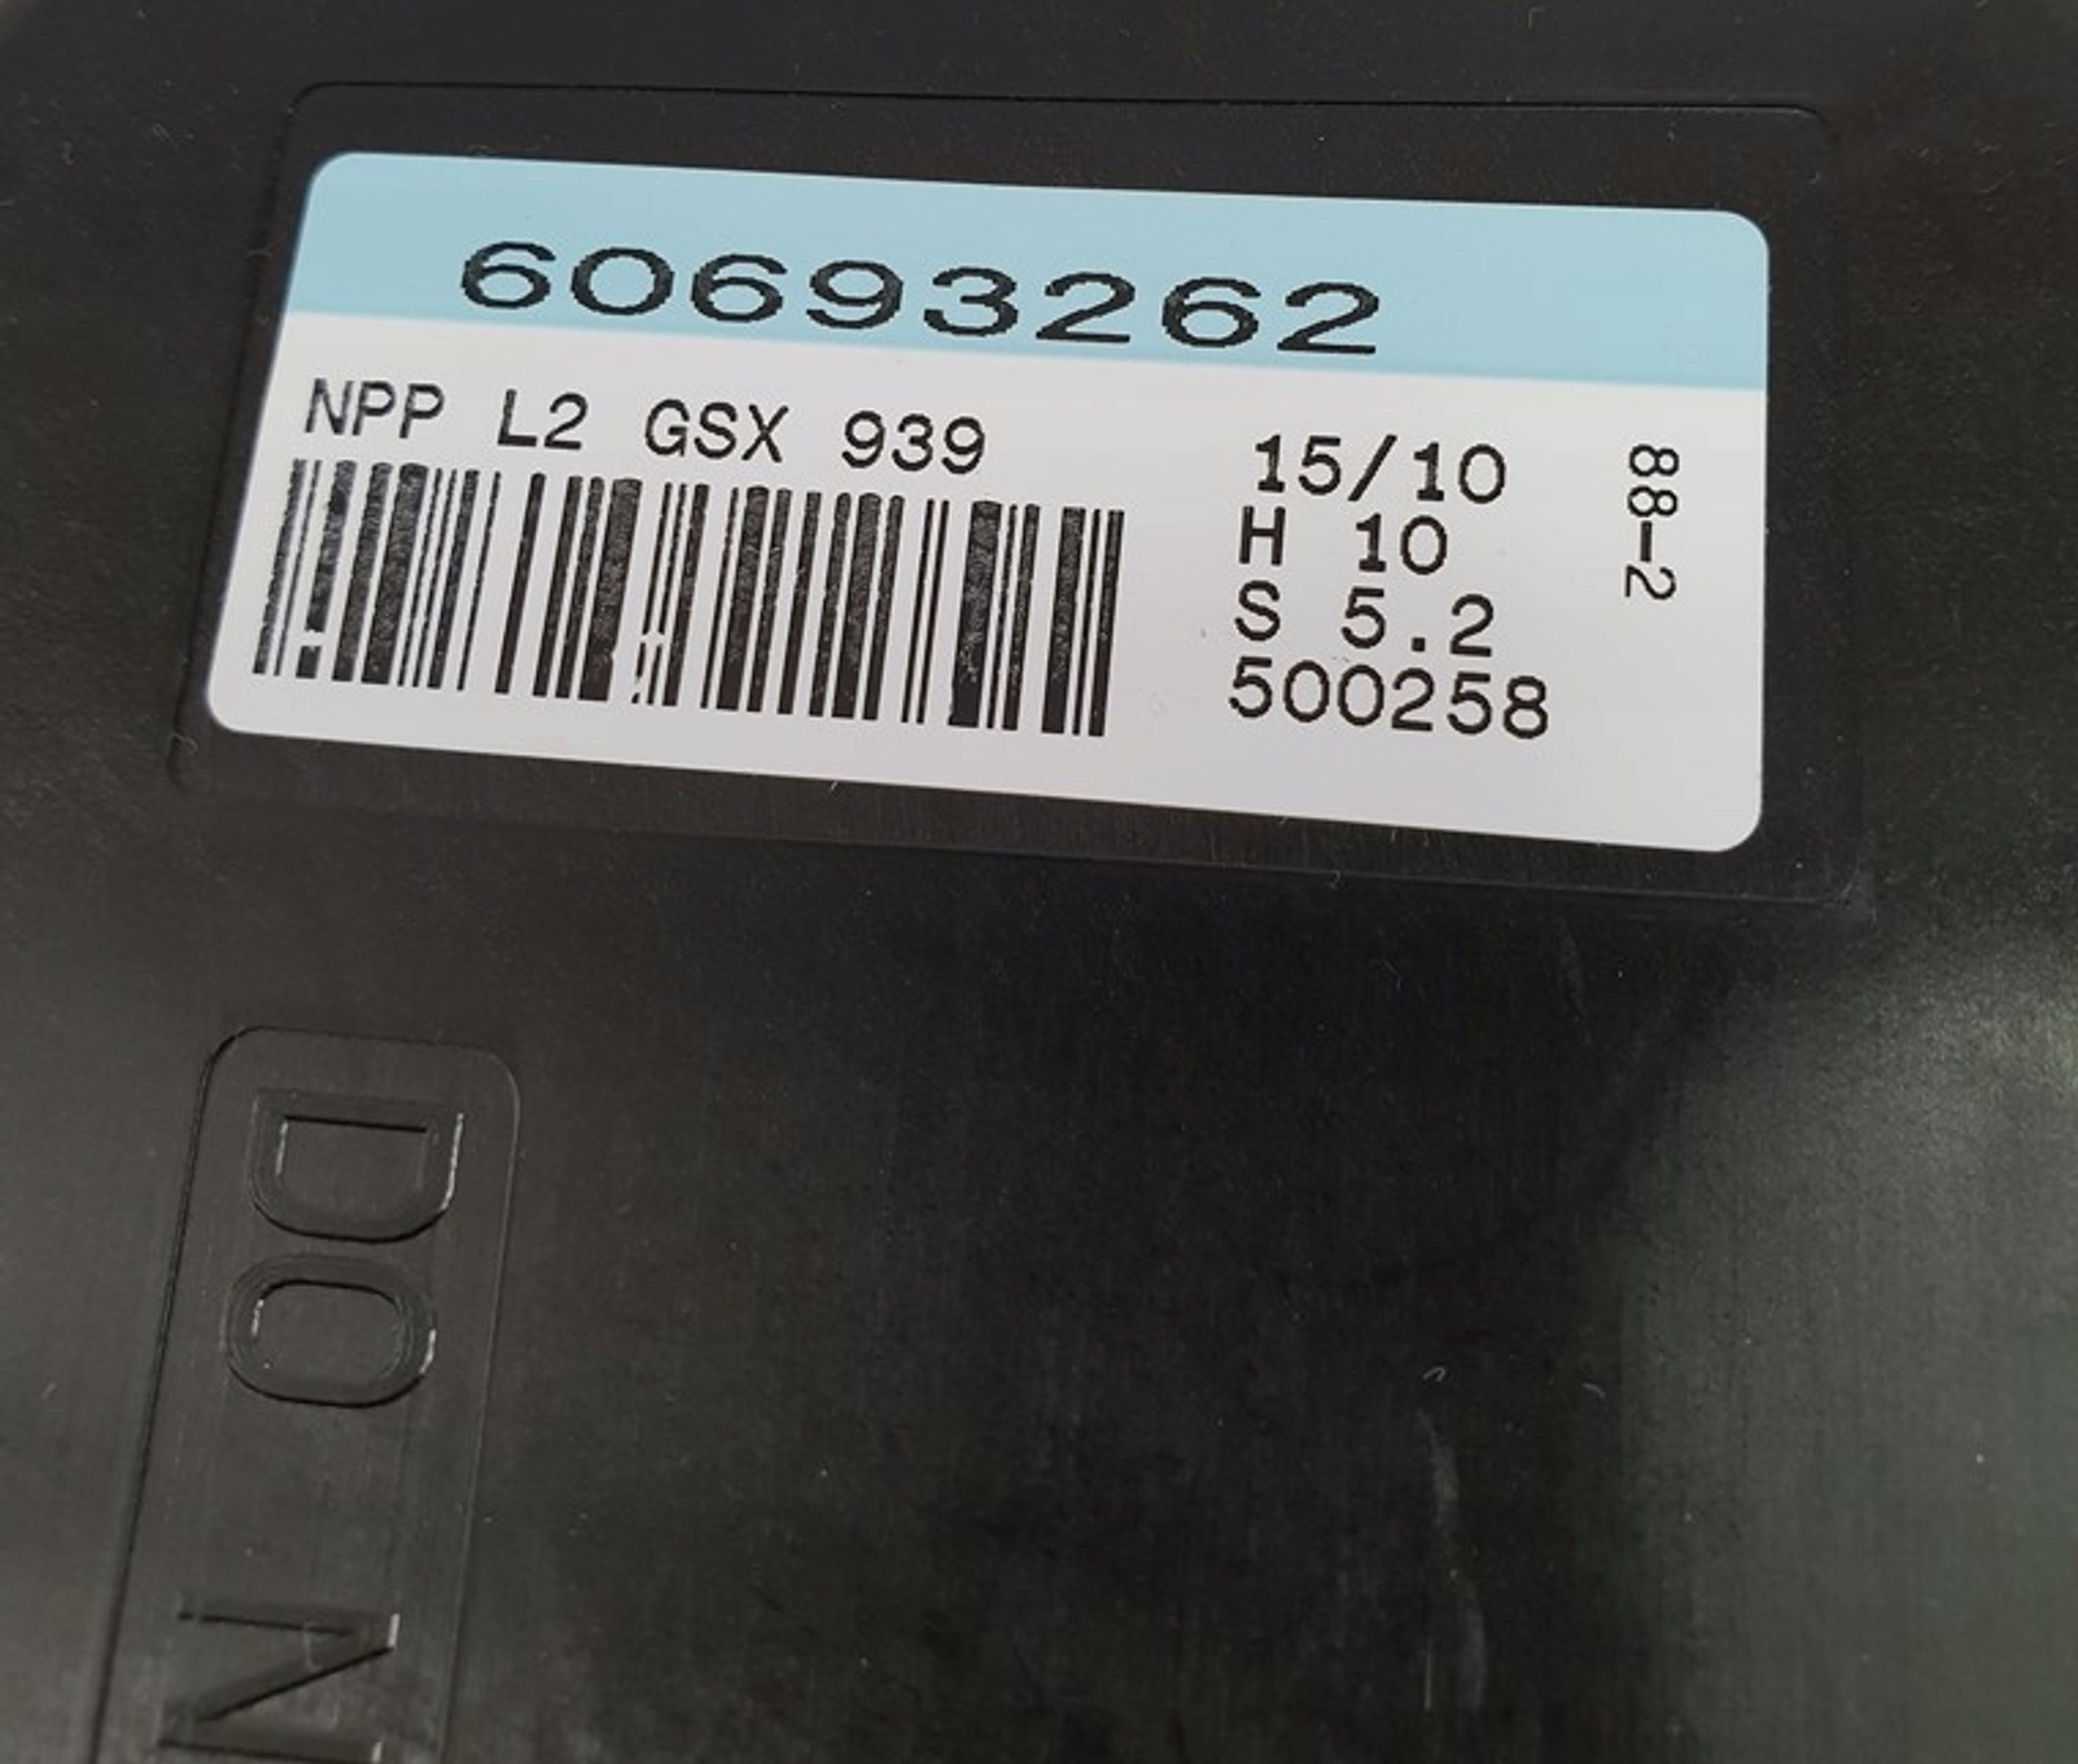 60693262
NPP L2 GSX 939
15/10
H 10
S 5.2
500258
88-2
DO N